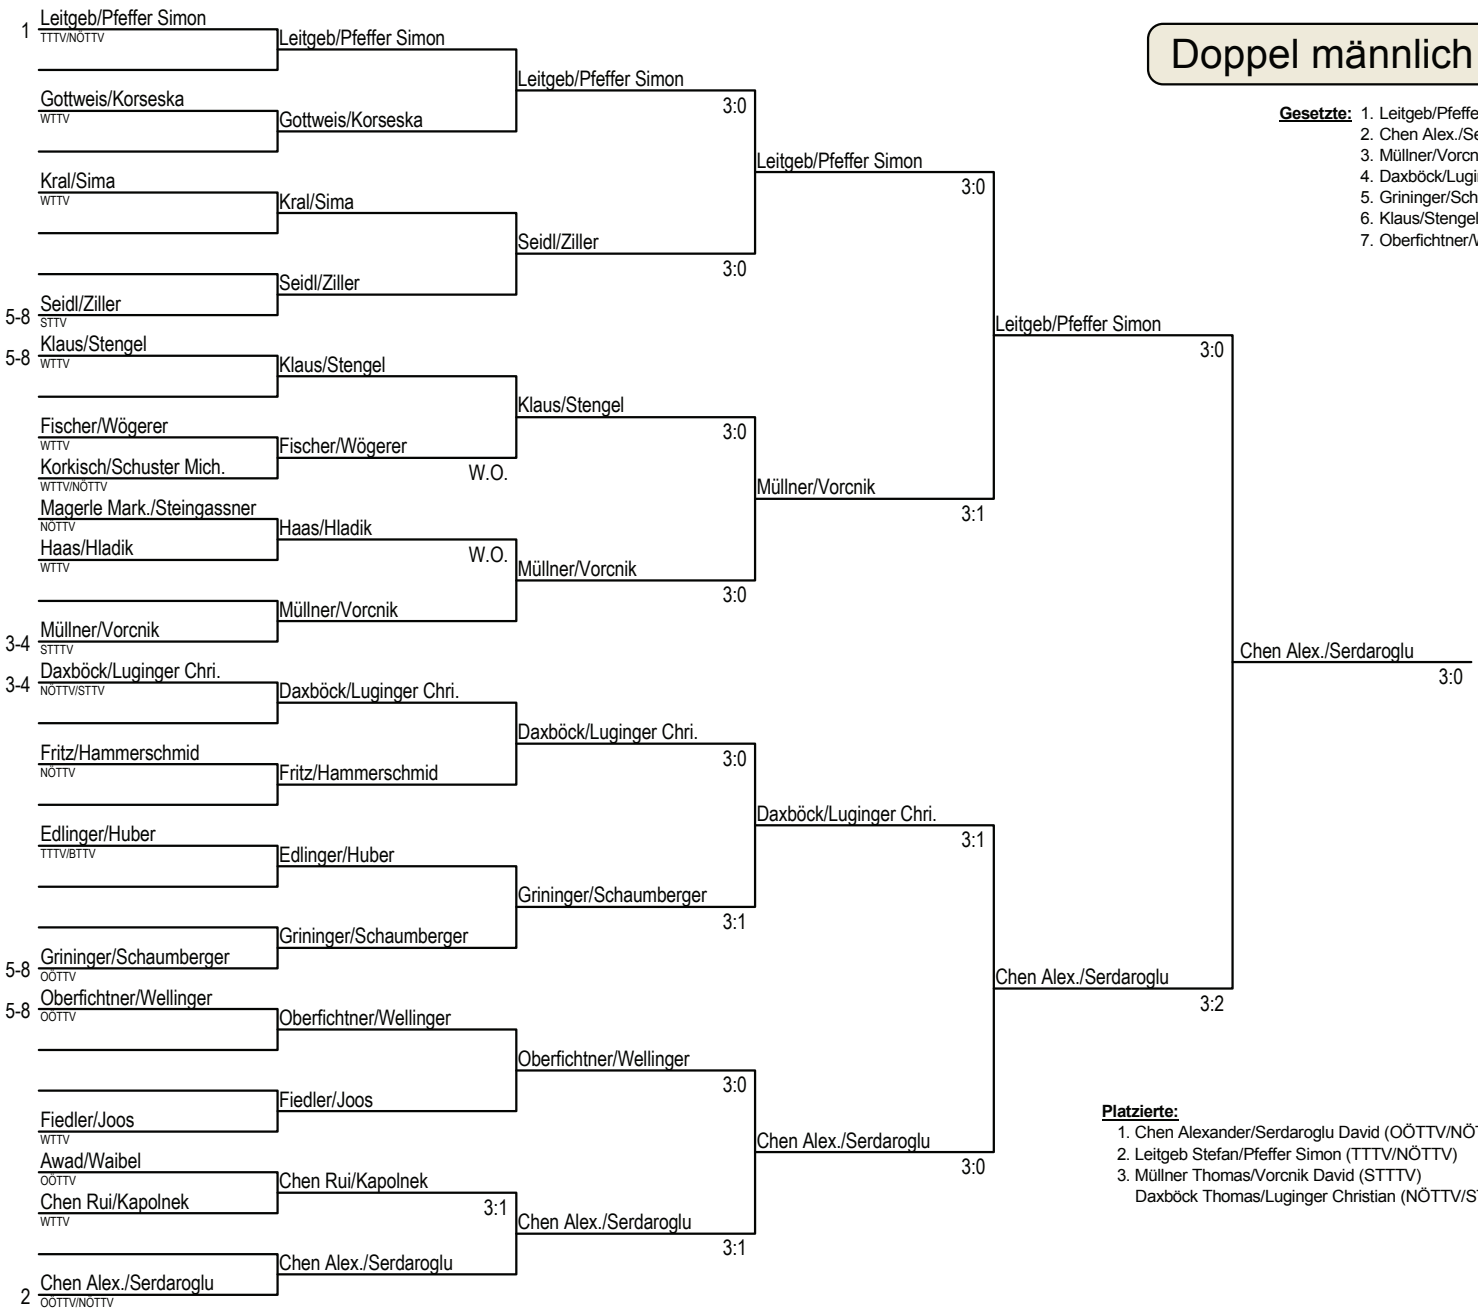 Doppel männlich
Gesetzte: 1. Leitgeb/Pfeffe
2. Chen Alex./Se
3. Müllner/Vorcn
4. Daxböck/Lugin
5. Grininger/Sch
6. Klaus/Stengel
7. Oberfichtner/W
1 Leitgeb/Pfeffer Simon
TTTV/NÖTTV
Gottweis/Korseska
WTTV
Kral/Sima
WTTV
5-8 Seidl/Ziller
STTV
5-8 Klaus/Stengel
WTTV
Fischer/Wögerer
WTTV
Korkisch/Schuster Mich.
WTTV/NÖTTV
Magerle Mark./Steingassner
NÖTTV
Haas/Hladik
WTTV
3-4 Müllner/Vorcnik
STTTV
3-4 Daxböck/Luginger Chri.
NÖTTV/STTV
Fritz/Hammerschmid
NÖTTV
Edlinger/Huber
TTTV/BTTV
5-8 Grininger/Schaumberger
OÖTTV
5-8 Oberfichtner/Wellinger
OÖTTV
Fiedler/Joos
WTTV
Awad/Waibel
OÖTTV
Chen Rui/Kapolnek
WTTV
2 Chen Alex./Serdaroglu
OÖTTV/NÖTTV
Leitgeb/Pfeffer Simon
Gottweis/Korseska
Kral/Sima
Seidl/Ziller
Klaus/Stengel
Fischer/Wögerer
W.O.
Haas/Hladik
W.O.
Müllner/Vorcnik
Daxböck/Luginger Chri.
Fritz/Hammerschmid
Edlinger/Huber
Grininger/Schaumberger
Oberfichtner/Wellinger
Fiedler/Joos
Chen Rui/Kapolnek
3:1
Chen Alex./Serdaroglu
Leitgeb/Pfeffer Simon
3:0
Seidl/Ziller
3:0
Klaus/Stengel
3:0
Müllner/Vorcnik
3:0
Daxböck/Luginger Chri.
3:0
Grininger/Schaumberger
3:1
Oberfichtner/Wellinger
3:0
Chen Alex./Serdaroglu
3:1
Leitgeb/Pfeffer Simon
3:0
Müllner/Vorcnik
3:1
Daxböck/Luginger Chri.
3:1
Chen Alex./Serdaroglu
3:0
Leitgeb/Pfeffer Simon
3:0
Chen Alex./Serdaroglu
3:2
Chen Alex./Serdaroglu
3:0
Platzierte:
1. Chen Alexander/Serdaroglu David (OÖTTV/NÖT
2. Leitgeb Stefan/Pfeffer Simon (TTTV/NÖTTV)
3. Müllner Thomas/Vorcnik David (STTTV)
Daxböck Thomas/Luginger Christian (NÖTTV/ST